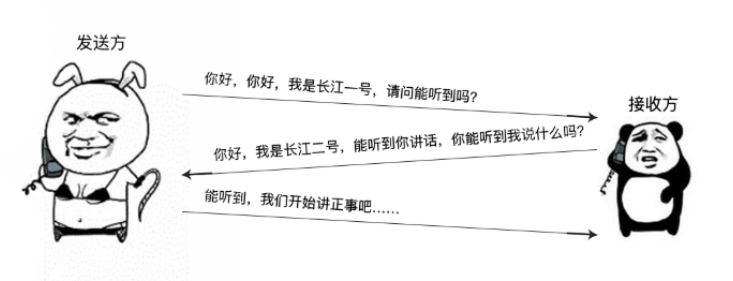 发送方
你好，你好，我是长江一号，请问能听到吗？
接收方
你好，我是长江二号，能听到你讲话，你能听到我说什么吗？
能听到，我们开始讲正事吧……